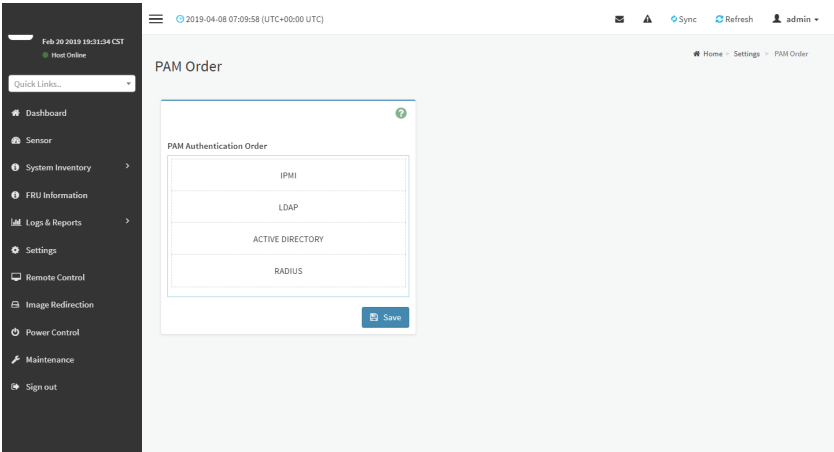 2019-04-08 07:09:58 (UTC+00:00 UTC)
Sync
Refresh
admin
Feb 20 2019 19:31:34 CST
Host Online
Quick Links...
Dashboard
Sensor
System Inventory
FRU Information
Logs & Reports
Settings
Remote Control
Image Redirection
Power Control
Maintenance
Sign out
PAM Order
Home > Settings > PAM Order
PAM Authentication Order
IPMI
LDAP
ACTIVE DIRECTORY
RADIUS
Save